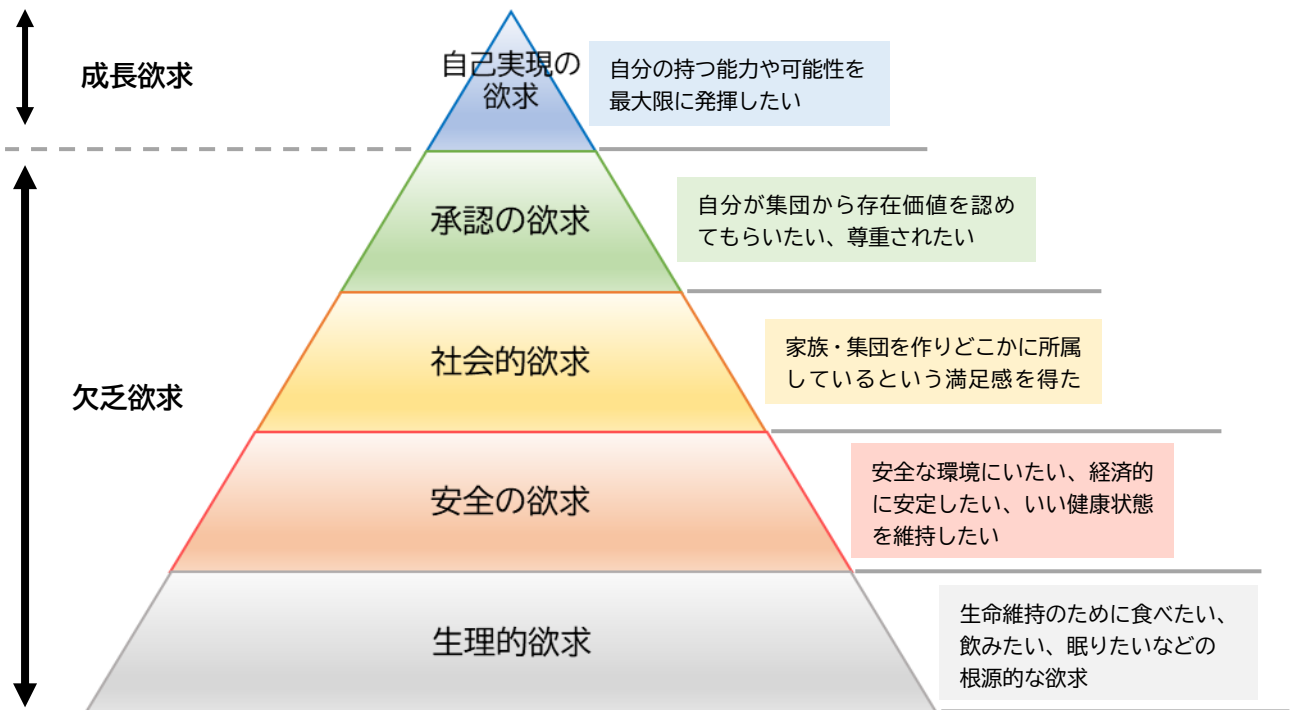 成長欲求
自己実現の
欲求
自分の持つ能力や可能性を
最大限に発揮したい
承認の欲求
自分が集団から存在価値を認め
てもらいたい、尊重されたい
欠乏欲求
社会的欲求
家族・集団を作りどこかに所属
しているという満足感を得た
安全の欲求
安全な環境にいたい、経済的
に安定したい、いい健康状態
を維持したい
生理的欲求
生命維持のために食べたい、
飲みたい、眠りたいなどの
根源的な欲求